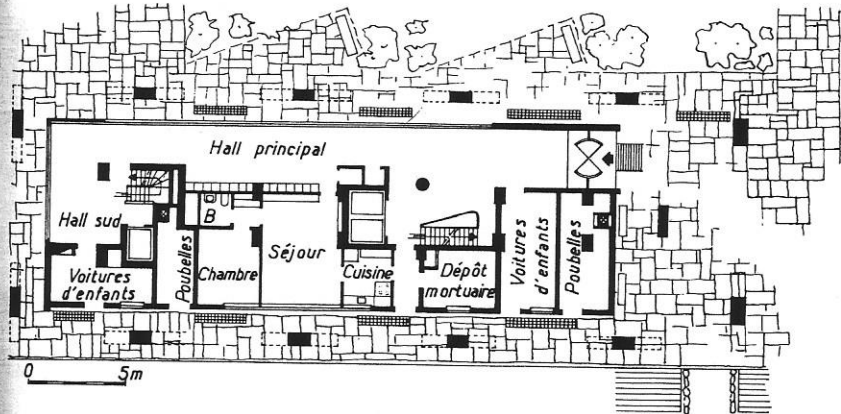 Hall principal
Hall sud
B
Séjour
Chambre
Cuisine
Poubelles
Voitures
d'enfants
Dépôt
mortuaire
Voitures
d'enfants
Poubelles
0 5m